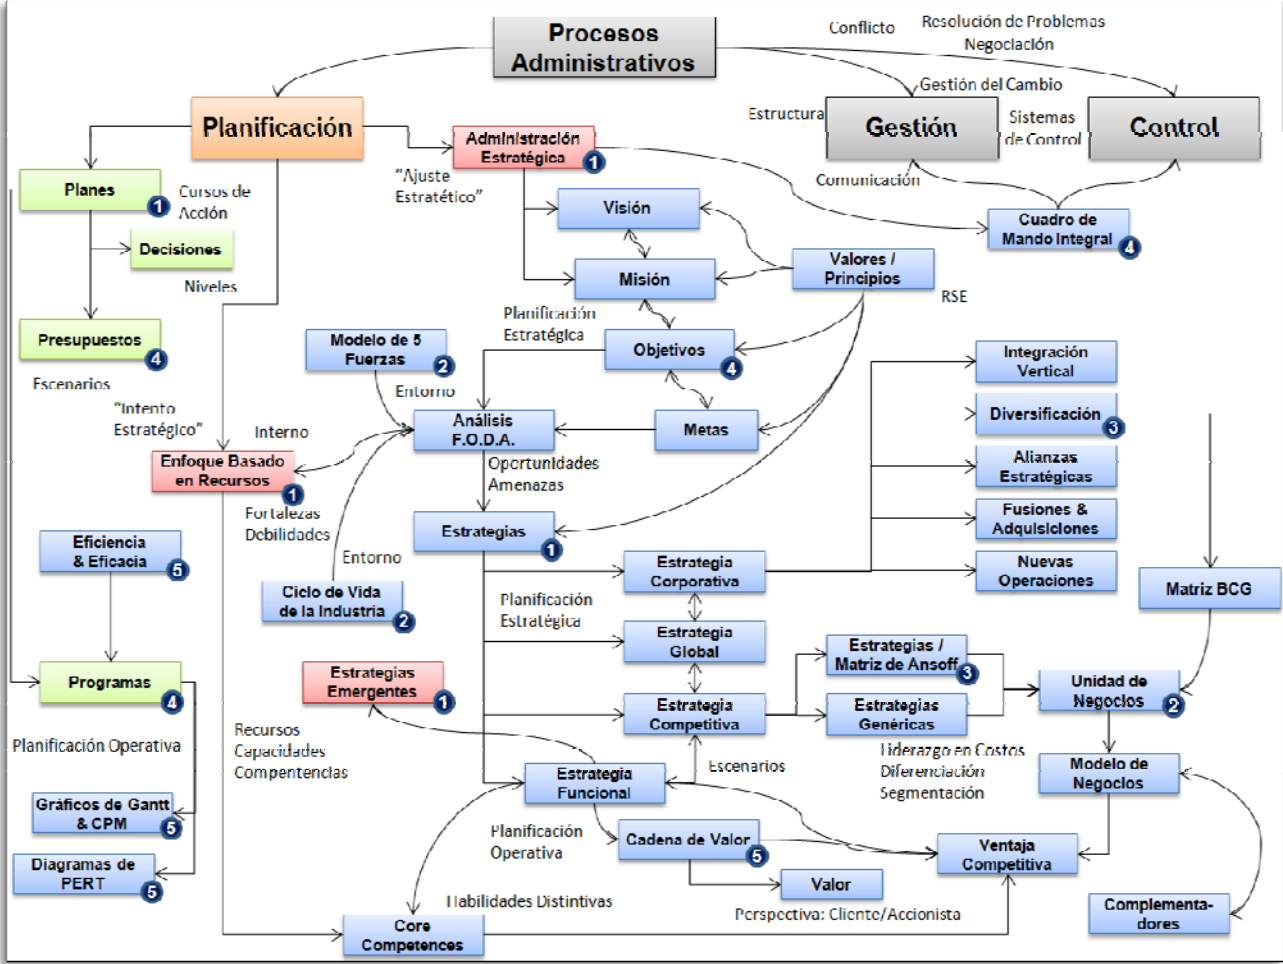 Procesos
Administrativos
Conflicto
Resolución de Problemas
Negociación
Gestión del Cambio
Planificación
Administración
Estratégica
1
Estructura
Gestión
Sistemas
de Control
Control
Planes
1
Cursos de
Acción
"Ajuste
Estratético"
Comunicación
Visión
Cuadro de
Mando Integral
4
Decisiones
Niveles
Misión
Valores /
Principios
RSE
Planificación
Estratégica
Presupuestos
4
Modelo de 5
Fuerzas
2
Objetivos
4
Integración
Vertical
Escenarios
Entorno
"Intento
Estratégico"
Interno
Análisis
F.O.D.A.
Metas
Diversificación
3
Enfoque Basado
en Recursos
1
Oportunidades
Amenazas
Alianzas
Estratégicas
Fortalezas
Debilidades
Estrategias
1
Fusiones &
Adquisiciones
Eficiencia
& Eficacia
5
Entorno
Estrategia
Corporativa
Nuevas
Operaciones
Ciclo de Vida
de la Industria
2
Planificación
Estratégica
Matriz BCG
Estrategia
Global
Estrategias /
Matriz de Ansoff
3
Programas
4
Estrategias
Emergentes
1
Estrategia
Competitiva
Estrategias
Genéricas
Unidad de
Negocios
2
Planificación Operativa
Recursos
Capacidades
Compentencias
Escenarios
Liderazgo en Costos
Diferenciación
Segmentación
Modelo de
Negocios
Estrategia
Funcional
Gráficos de Gantt
& CPM
5
Planificación
Operativa
Cadena de Valor
5
Ventaja
Competitiva
Diagramas de
PERT
5
Valor
Habilidades Distintivas
Perspectiva: Cliente/Accionista
Core
Competences
Complementa-
dores